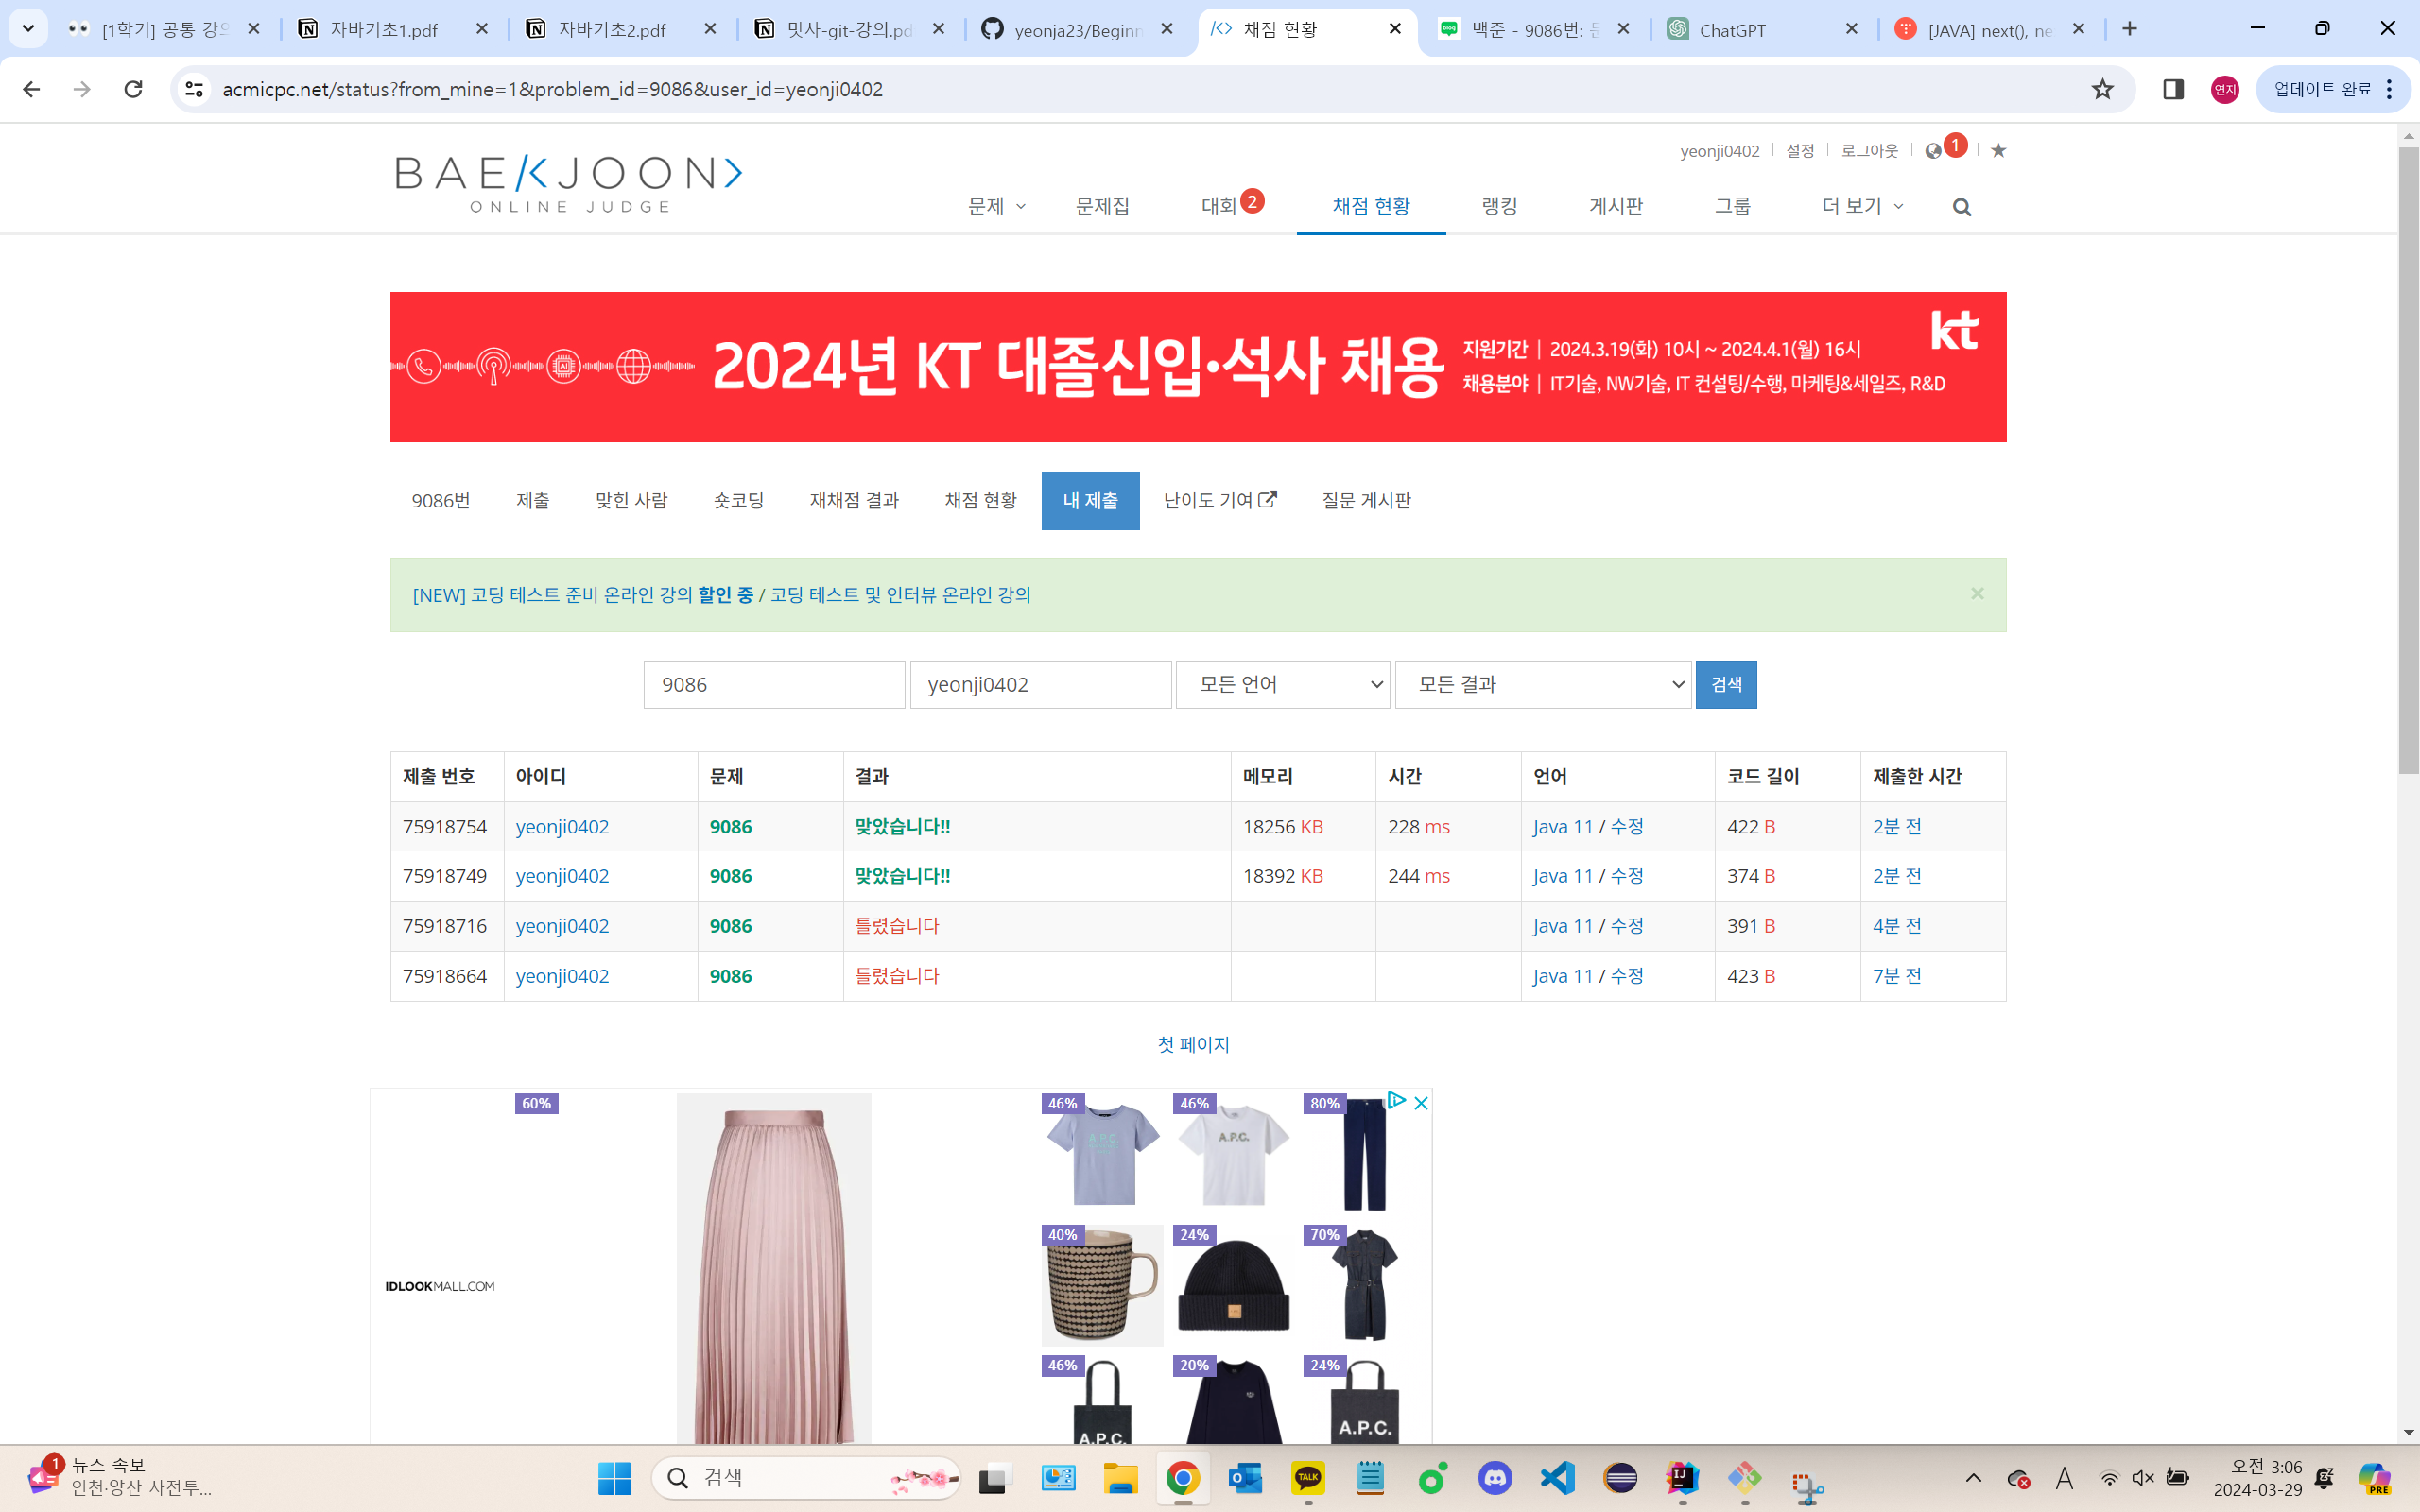 [1학기] 공통 강의
자바기초1.pdf
자바기초2.pdf
멋사-git-강의.pd
yeonja23/Beginn
채점 현황
백준 - 9086번:
ChatGPT
[JAVA] next(), ne
acmicpc.net/status?from_mine=1&problem_id=9086&user_id=yeonji0402
연지
업데이트 완료
yeonji0402
설정
로그아웃
1
BAEKJOON>
ONLINE JUDGE
문제
문제집
대회 2
채점 현황
랭킹
게시판
그룹
더 보기
2024년 KT 대졸신입·석사 채용
지원기간 | 2024.3.19(화) 10시 ~ 2024.4.1(월) 16시
채용분야 | IT기술, NW기술, IT 컨설팅/수행, 마케팅&세일즈, R&D
kt
9086번
제출
맞힌 사람
숏코딩
재채점 결과
채점 현황
내 제출
난이도 기여
질문 게시판
[NEW] 코딩 테스트 준비 온라인 강의 할인 중 / 코딩 테스트 및 인터뷰 온라인 강의
×
9086
yeonji0402
모든 언어
모든 결과
검색
제출 번호 아이디 문제 결과 메모리 시간 언어 코드 길이 제출한 시간
75918754 yeonji0402 9086 맞았습니다!! 18256 KB 228 ms Java 11 / 수정 422 B 2분 전
75918749 yeonji0402 9086 맞았습니다!! 18392 KB 244 ms Java 11 / 수정 374 B 2분 전
75918716 yeonji0402 9086 틀렸습니다 Java 11 / 수정 391 B 4분 전
75918664 yeonji0402 9086 틀렸습니다 Java 11 / 수정 423 B 7분 전
첫 페이지
60%
46%
46%
80%
A.P.C.
A.P.C.
40%
24%
70%
IDLOOKMALL.COM
46%
20%
24%
A.P.C.
A.P.C.
1
뉴스 속보
인천·양산 사전투...
검색
TALK
IJ
A
오전 3:06
2024-03-29
PRE